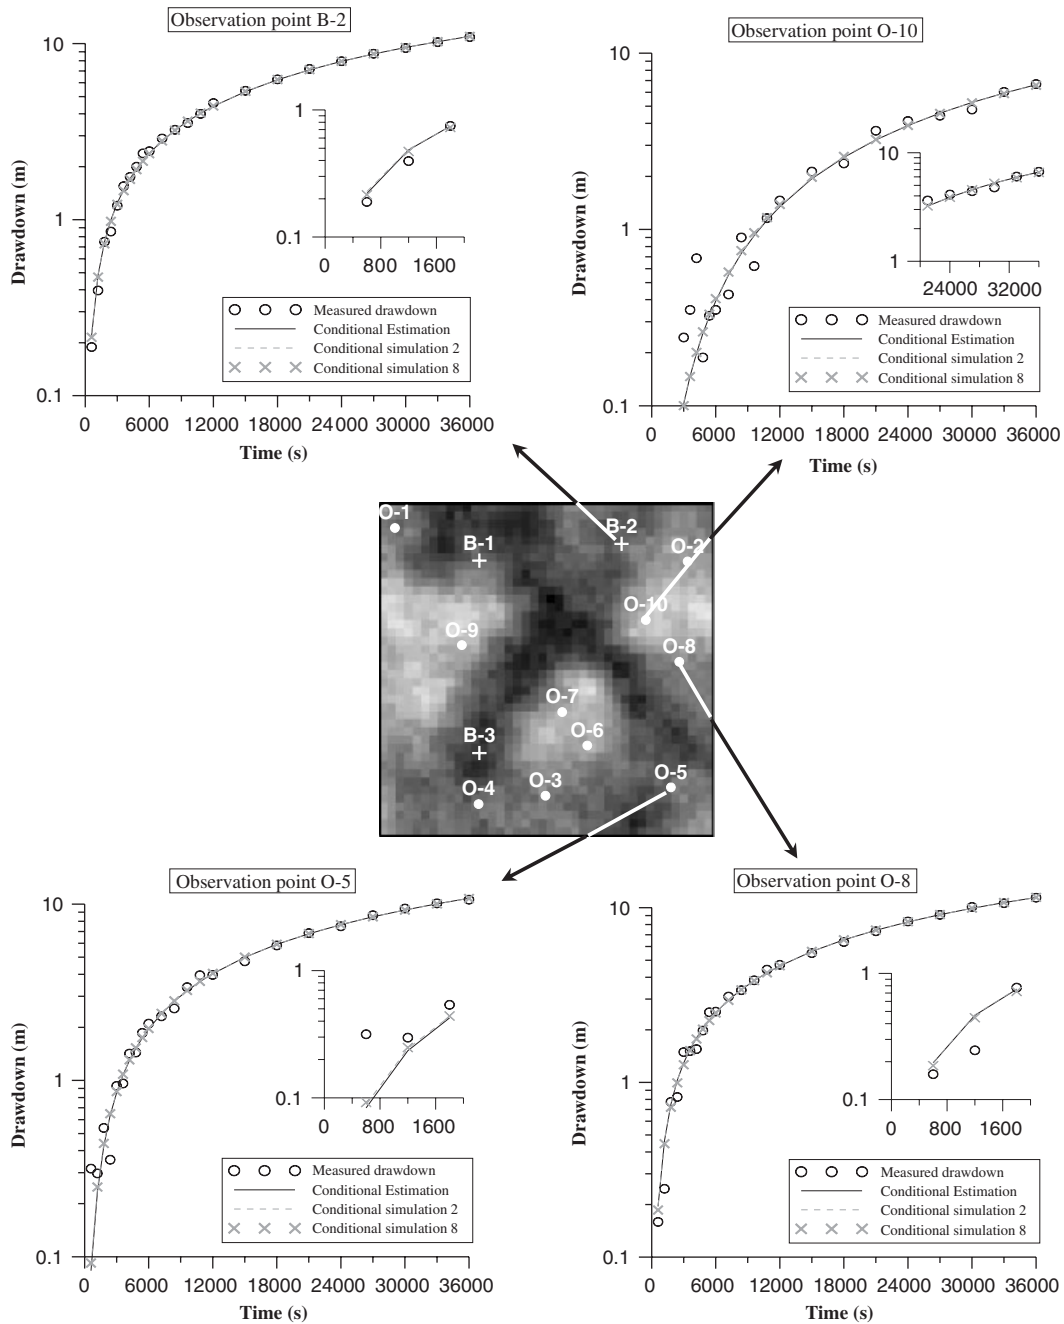 Observation point B-2
10
1
0.1
Drawdown (m)
0 6000 12000 18000 24000 30000 36000
Time (s)
1
0.1
0 800 1600
Measured drawdown
Conditional Estimation
Conditional simulation 2
Conditional simulation 8
Observation point O-10
10
1
0.1
Drawdown (m)
0 6000 12000 18000 24000 30000 36000
Time (s)
10
1
24000 32000
Measured drawdown
Conditional Estimation
Conditional simulation 2
Conditional simulation 8
O-1
B-1
B-2
O-2
O-10
O-9
O-8
O-7
O-6
B-3
O-5
O-3
O-4
Observation point O-5
10
1
0.1
Drawdown (m)
0 6000 12000 18000 24000 30000 36000
Time (s)
1
0.1
0 800 1600
Measured drawdown
Conditional Estimation
Conditional simulation 2
Conditional simulation 8
Observation point O-8
10
1
0.1
Drawdown (m)
0 6000 12000 18000 24000 30000 36000
Time (s)
1
0.1
0 800 1600
Measured drawdown
Conditional Estimation
Conditional simulation 2
Conditional simulation 8